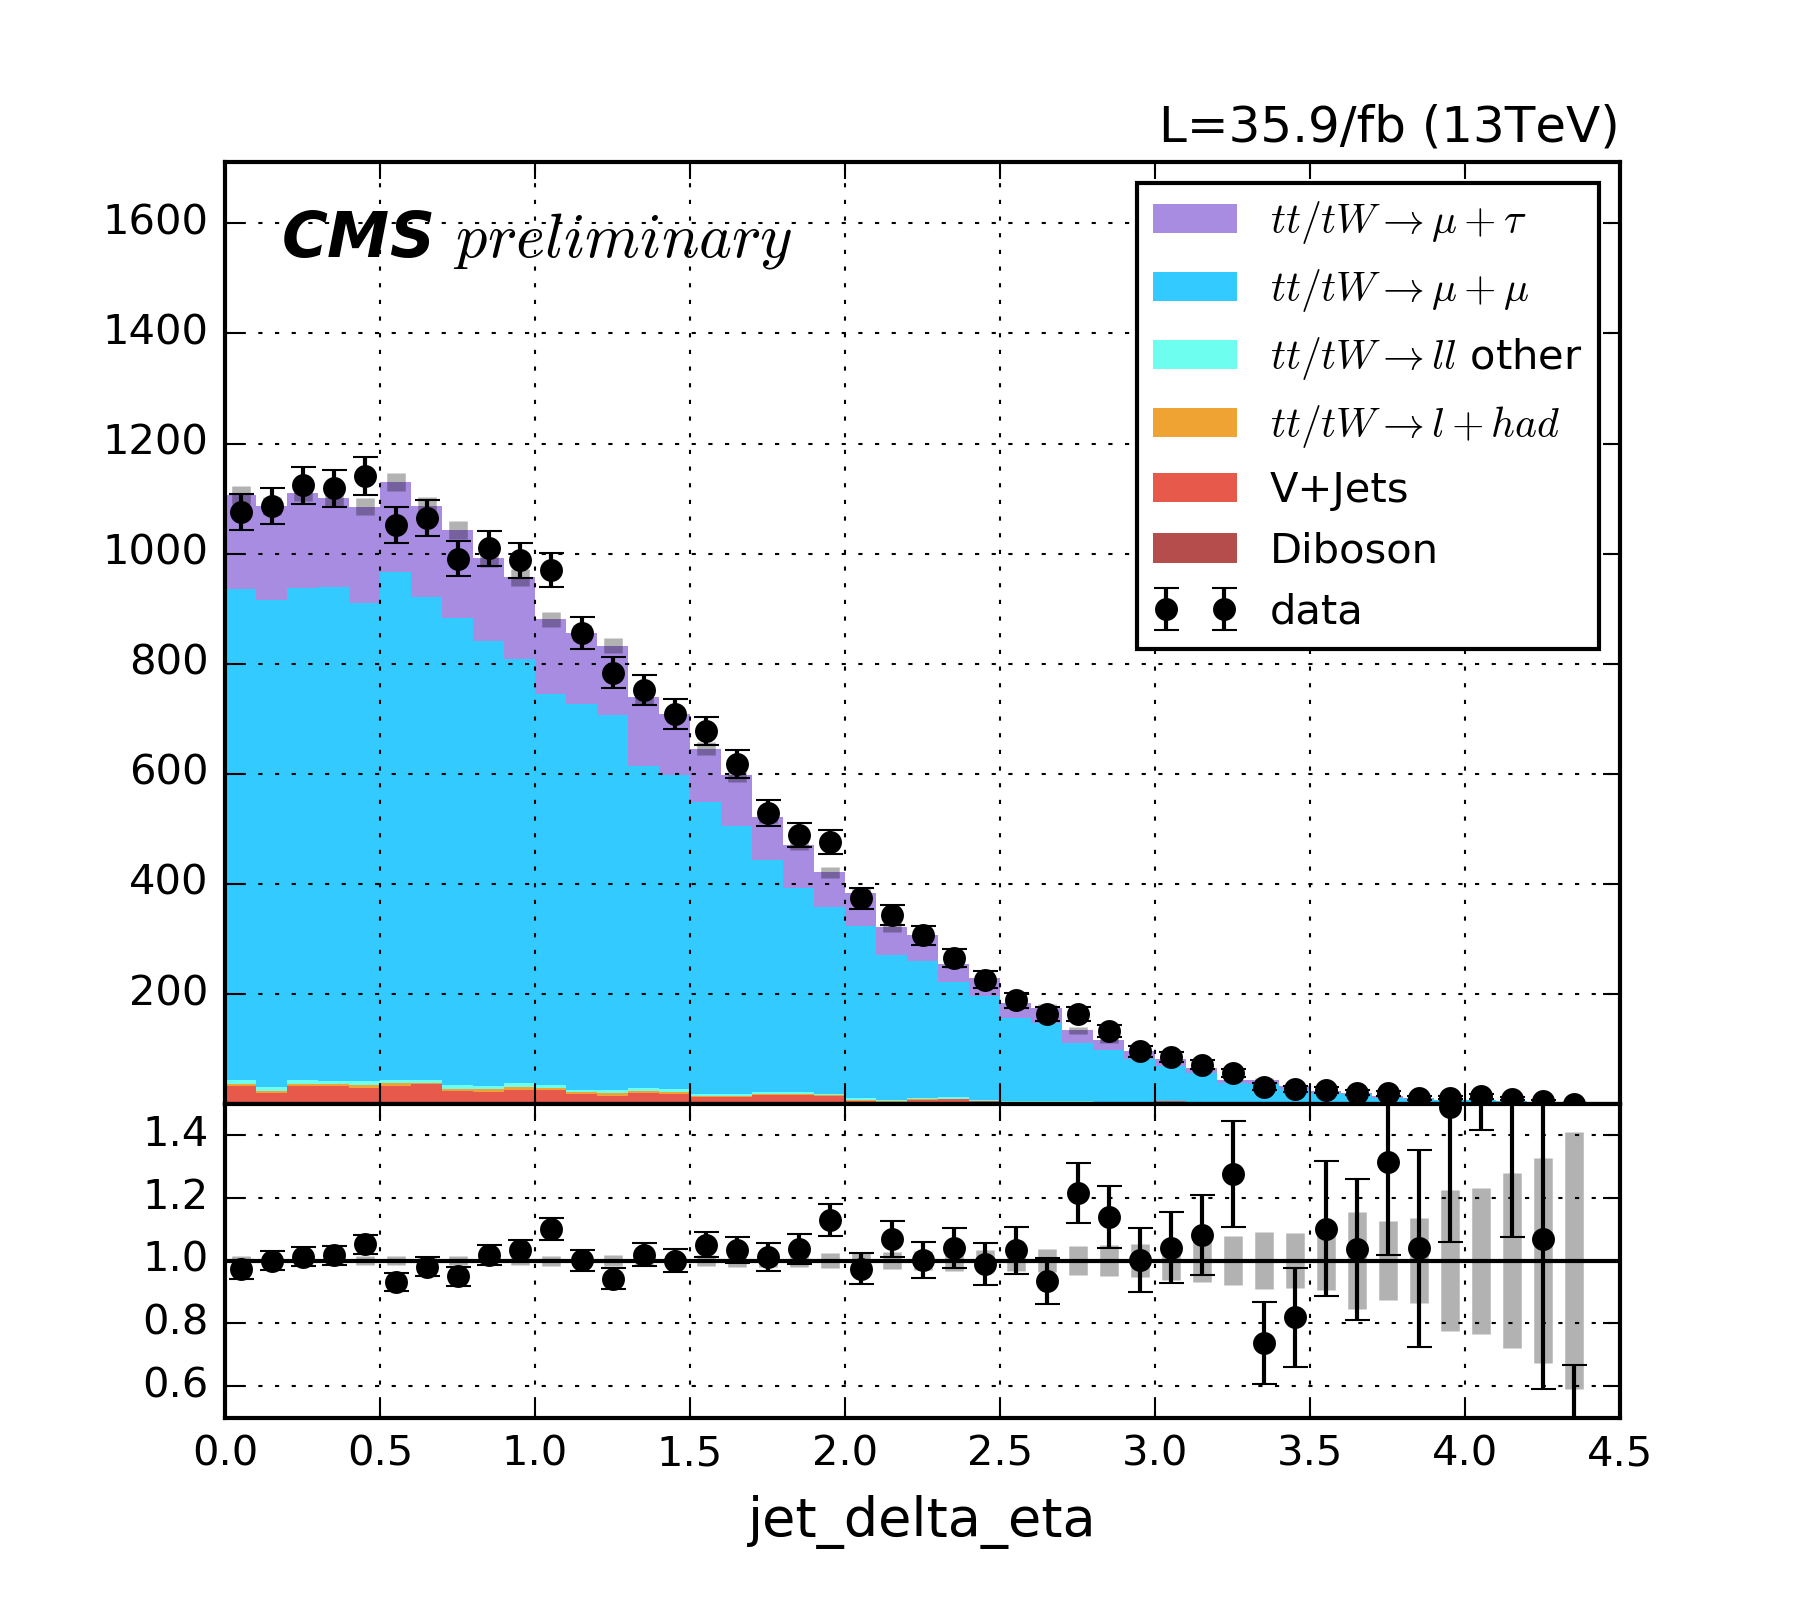 L=35.9/fb (13TeV)
CMS preliminary
tt/tW→μ+τ
tt/tW→μ+μ
tt/tW→ll other
tt/tW→l+had
V+Jets
Diboson
data
1600
1400
1200
1000
800
600
400
200
1.4
1.2
1.0
0.8
0.6
0.0 0.5 1.0 1.5 2.0 2.5 3.0 3.5 4.0 4.5
jet_delta_eta